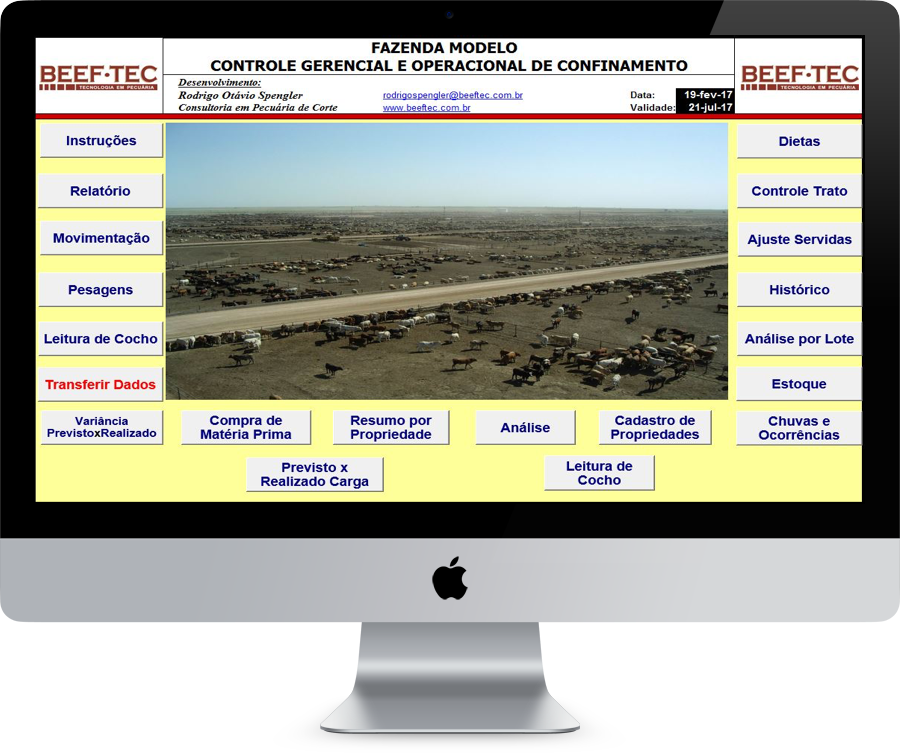 FAZENDA MODELO
CONTROLE GERENCIAL E OPERACIONAL DE CONFINAMENTO
BEEF·TEC
TECNOLOGIA EM PECUÁRIA
Desenvolvimento:
Rodrigo Otávio Spengler
rodrigospengler@beeftec.com.br
Data: 19-fev-17
Consultoria em Pecuária de Corte
www.beeftec.com.br
Validade: 21-jul-17
BEEF·TEC
TECNOLOGIA EM PECUÁRIA
Instruções
Relatório
Movimentação
Pesagens
Leitura de Cocho
Transferir Dados
Variância
PrevistoxRealizado
Dietas
Controle Trato
Ajuste Servidas
Histórico
Análise por Lote
Estoque
Chuvas e
Ocorrências
Compra de
Matéria Prima
Resumo por
Propriedade
Análise
Cadastro de
Propriedades
Previsto x
Realizado Carga
Leitura de
Cocho